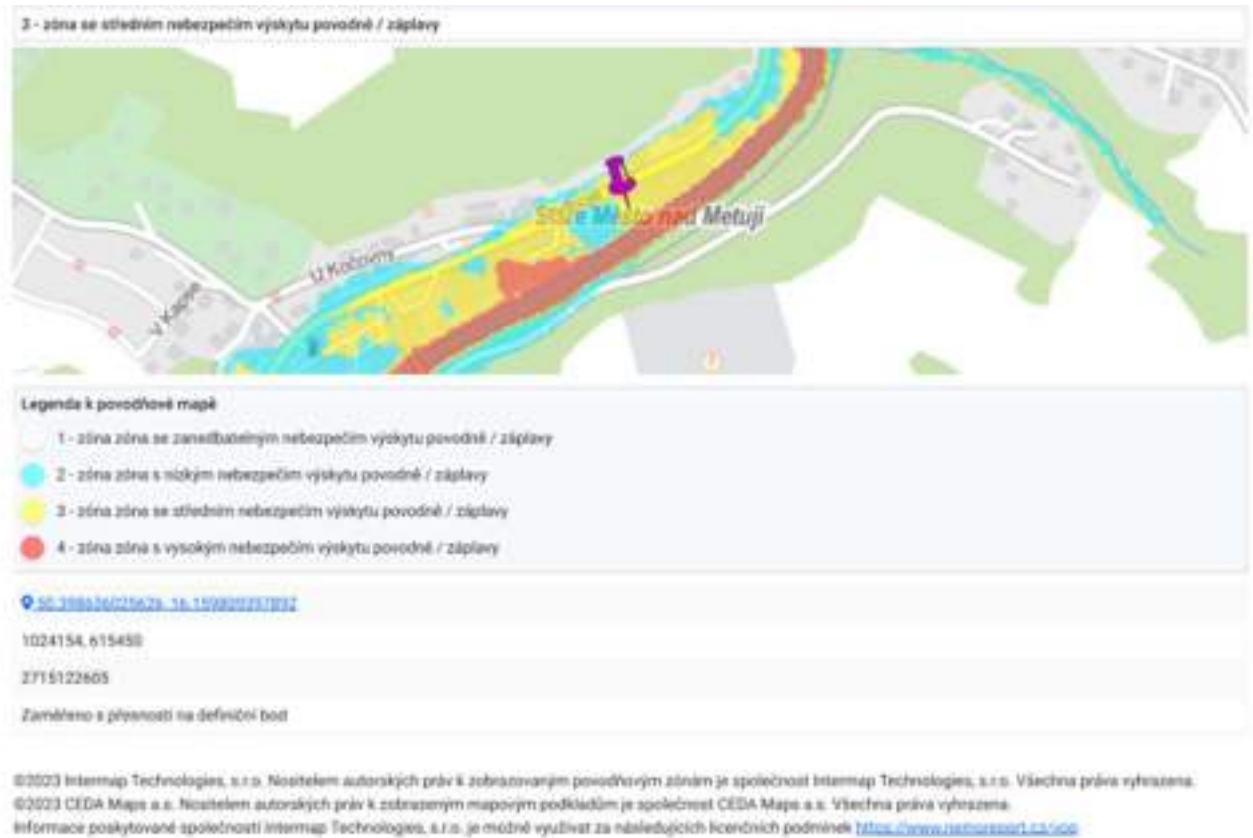 3 - zóna se středním nebezpečím výskytu povodně / záplavy
Staré Město nad Metují
U Kočovny
V Kapse
Legenda k povodňové mapě
1 - zóna zóna se zanedbatelným nebezpečím výskytu povodně / záplavy
2 - zóna zóna s nízkým nebezpečím výskytu povodně / záplavy
3 - zóna zóna se středním nebezpečím výskytu povodně / záplavy
4 - zóna zóna s vysokým nebezpečím výskytu povodně / záplavy
1024154, 615450
2715122605
Zaměřeno s přesností na definiční bod
©2023 Intermap Technologies, s.r.o. Nositelem autorských práv k zobrazovaným povodňovým zónám je společnost Intermap Technologies, s.r.o. Všechna práva vyhrazena.
©2023 CEDA Maps a.s. Nositelem autorských práv k zobrazeným mapovým podkladům je společnost CEDA Maps a.s. Všechna práva vyhrazena.
Informace poskytované společností Intermap Technologies, s.r.o. je možné využívat za následujících licenčních podmínek